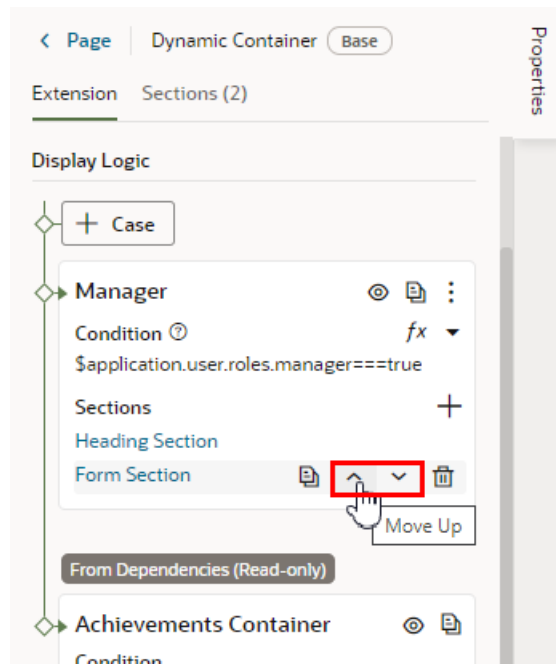 Page Dynamic Container Base
Properties
Extension Sections (2)
Display Logic
+ Case
Manager
Condition ? fx
$application.user.roles.manager===true
Sections +
Heading Section
Form Section
Move Up
From Dependencies (Read-only)
Achievements Container
Condition